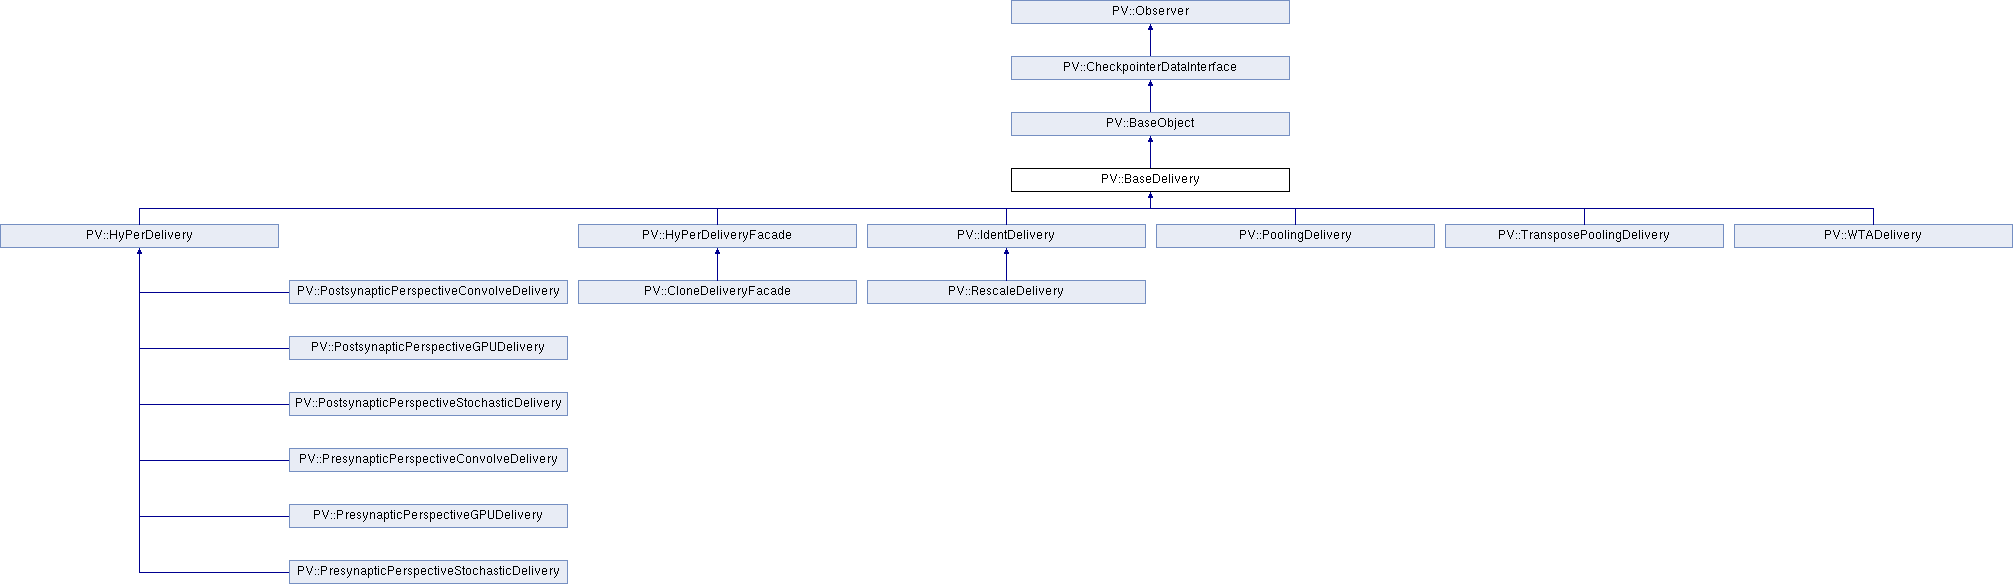 PV::Observer
PV::CheckpointerDataInterface
PV::BaseObject
PV::BaseDelivery
PV::HyPerDelivery
PV::HyPerDeliveryFacade
PV::IdentDelivery
PV::PoolingDelivery
PV::TransposePoolingDelivery
PV::WTADelivery
PV::PostsynapticPerspectiveConvolveDelivery
PV::CloneDeliveryFacade
PV::RescaleDelivery
PV::PostsynapticPerspectiveGPUDelivery
PV::PostsynapticPerspectiveStochasticDelivery
PV::PresynapticPerspectiveConvolveDelivery
PV::PresynapticPerspectiveGPUDelivery
PV::PresynapticPerspectiveStochasticDelivery